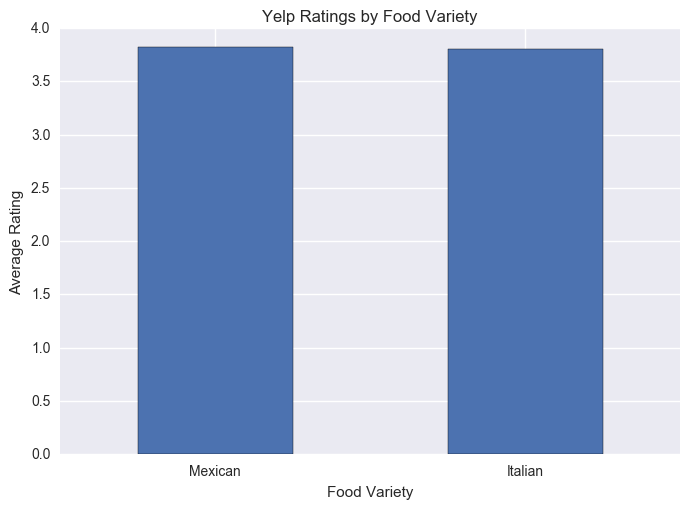 Yelp Ratings by Food Variety
4.0
3.5
3.0
2.5
2.0
1.5
1.0
0.5
0.0
Average Rating
Mexican
Italian
Food Variety